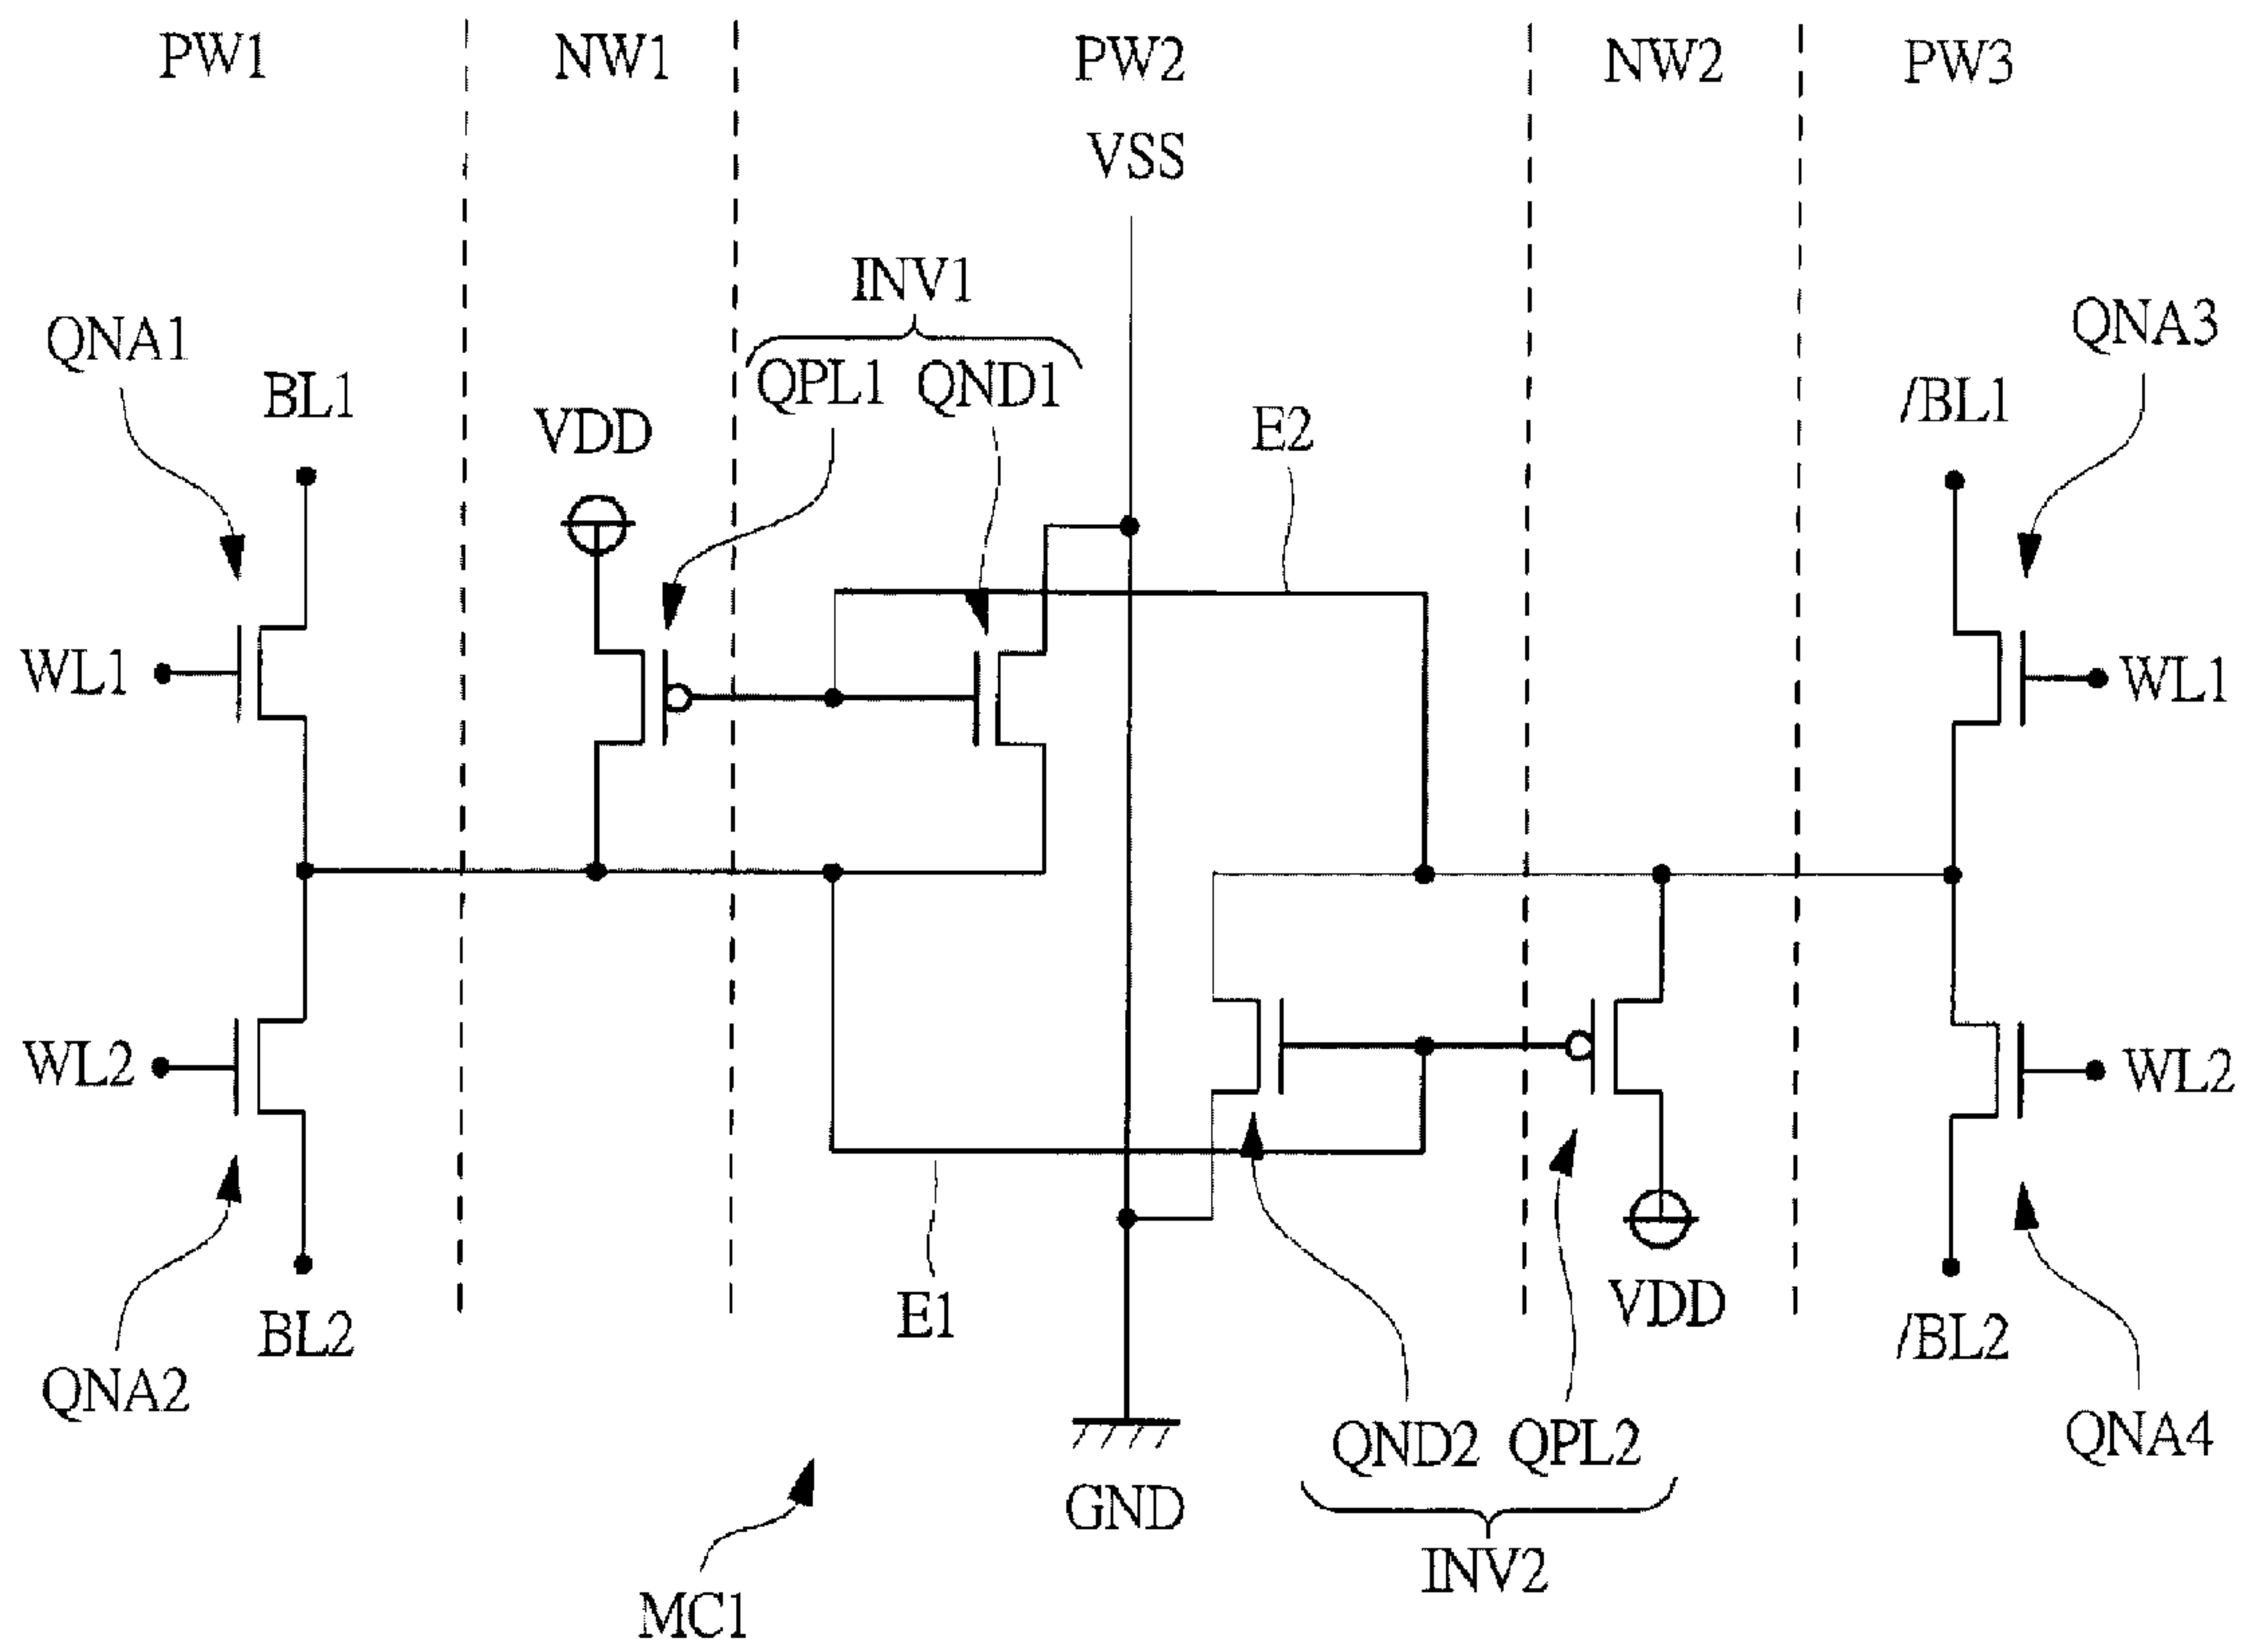 PW1 NW1 PW2 NW2 PW3
VSS
INV1
QNA1 QPL1 QND1 QNA3
BL1 VDD E2 /BL1
WL1 WL1
WL2 WL2
E1 VDD
BL2 /BL2
QNA2 QND2 QPL2 QNA4
GND
INV2
MC1